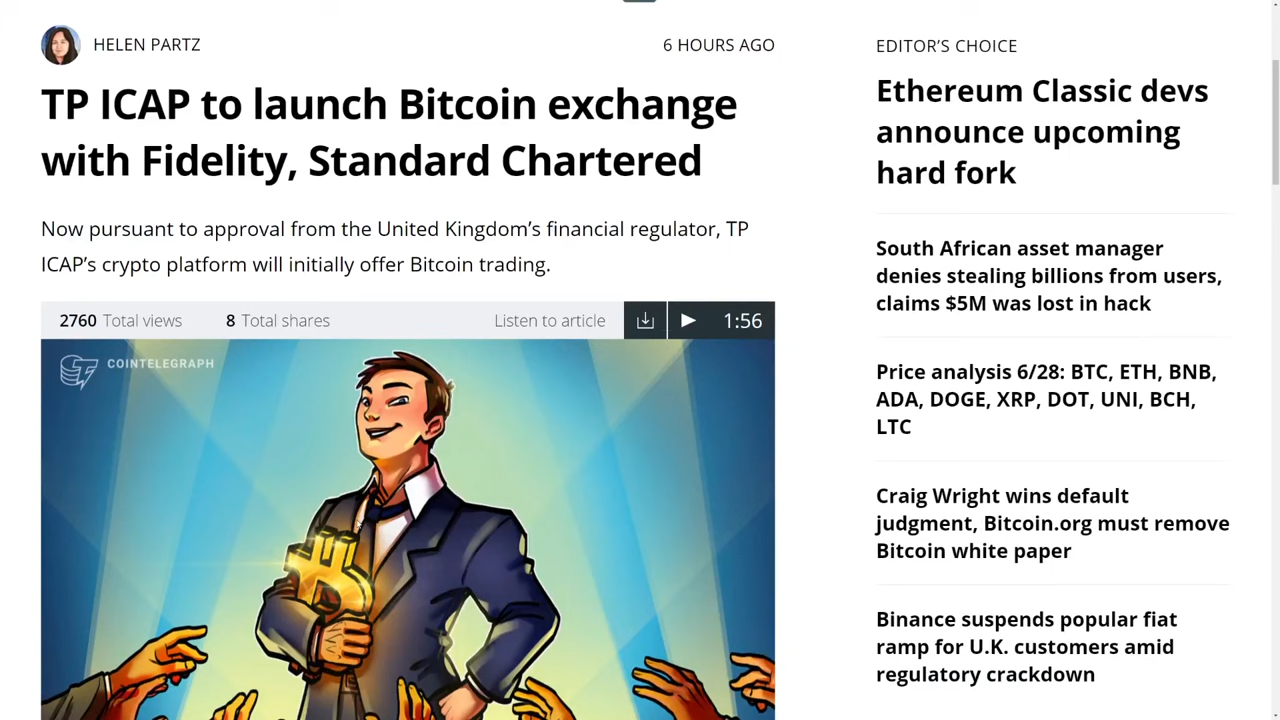 HELEN PARTZ
6 HOURS AGO
TP ICAP to launch Bitcoin exchange
with Fidelity, Standard Chartered
Now pursuant to approval from the United Kingdom’s financial regulator, TP
ICAP’s crypto platform will initially offer Bitcoin trading.
2760 Total views
8 Total shares
Listen to article
1:56
COINTELEGRAPH
EDITOR’S CHOICE
Ethereum Classic devs
announce upcoming
hard fork
South African asset manager
denies stealing billions from users,
claims $5M was lost in hack
Price analysis 6/28: BTC, ETH, BNB,
ADA, DOGE, XRP, DOT, UNI, BCH,
LTC
Craig Wright wins default
judgment, Bitcoin.org must remove
Bitcoin white paper
Binance suspends popular fiat
ramp for U.K. customers amid
regulatory crackdown